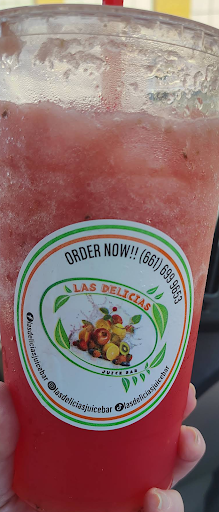 ORDER NOW!! (661) 699 9653
LAS DELICIAS
JUICE BAR
lasdeliciasjuicebar
@lasdeliciasjuicebar
lasdeliciasjuicebar